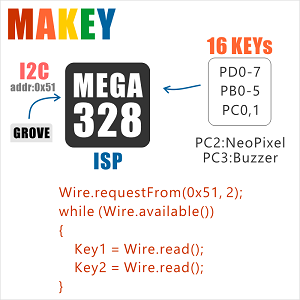 MAKEY
16 KEYs
I2C
addr:0x51
MEGA
328
PD0-7
PB0-5
PC0,1
GROVE
ISP
PC2:NeoPixel
PC3:Buzzer
Wire.requestFrom(0x51, 2);
while (Wire.available())
{
Key1 = Wire.read();
Key2 = Wire.read();
}